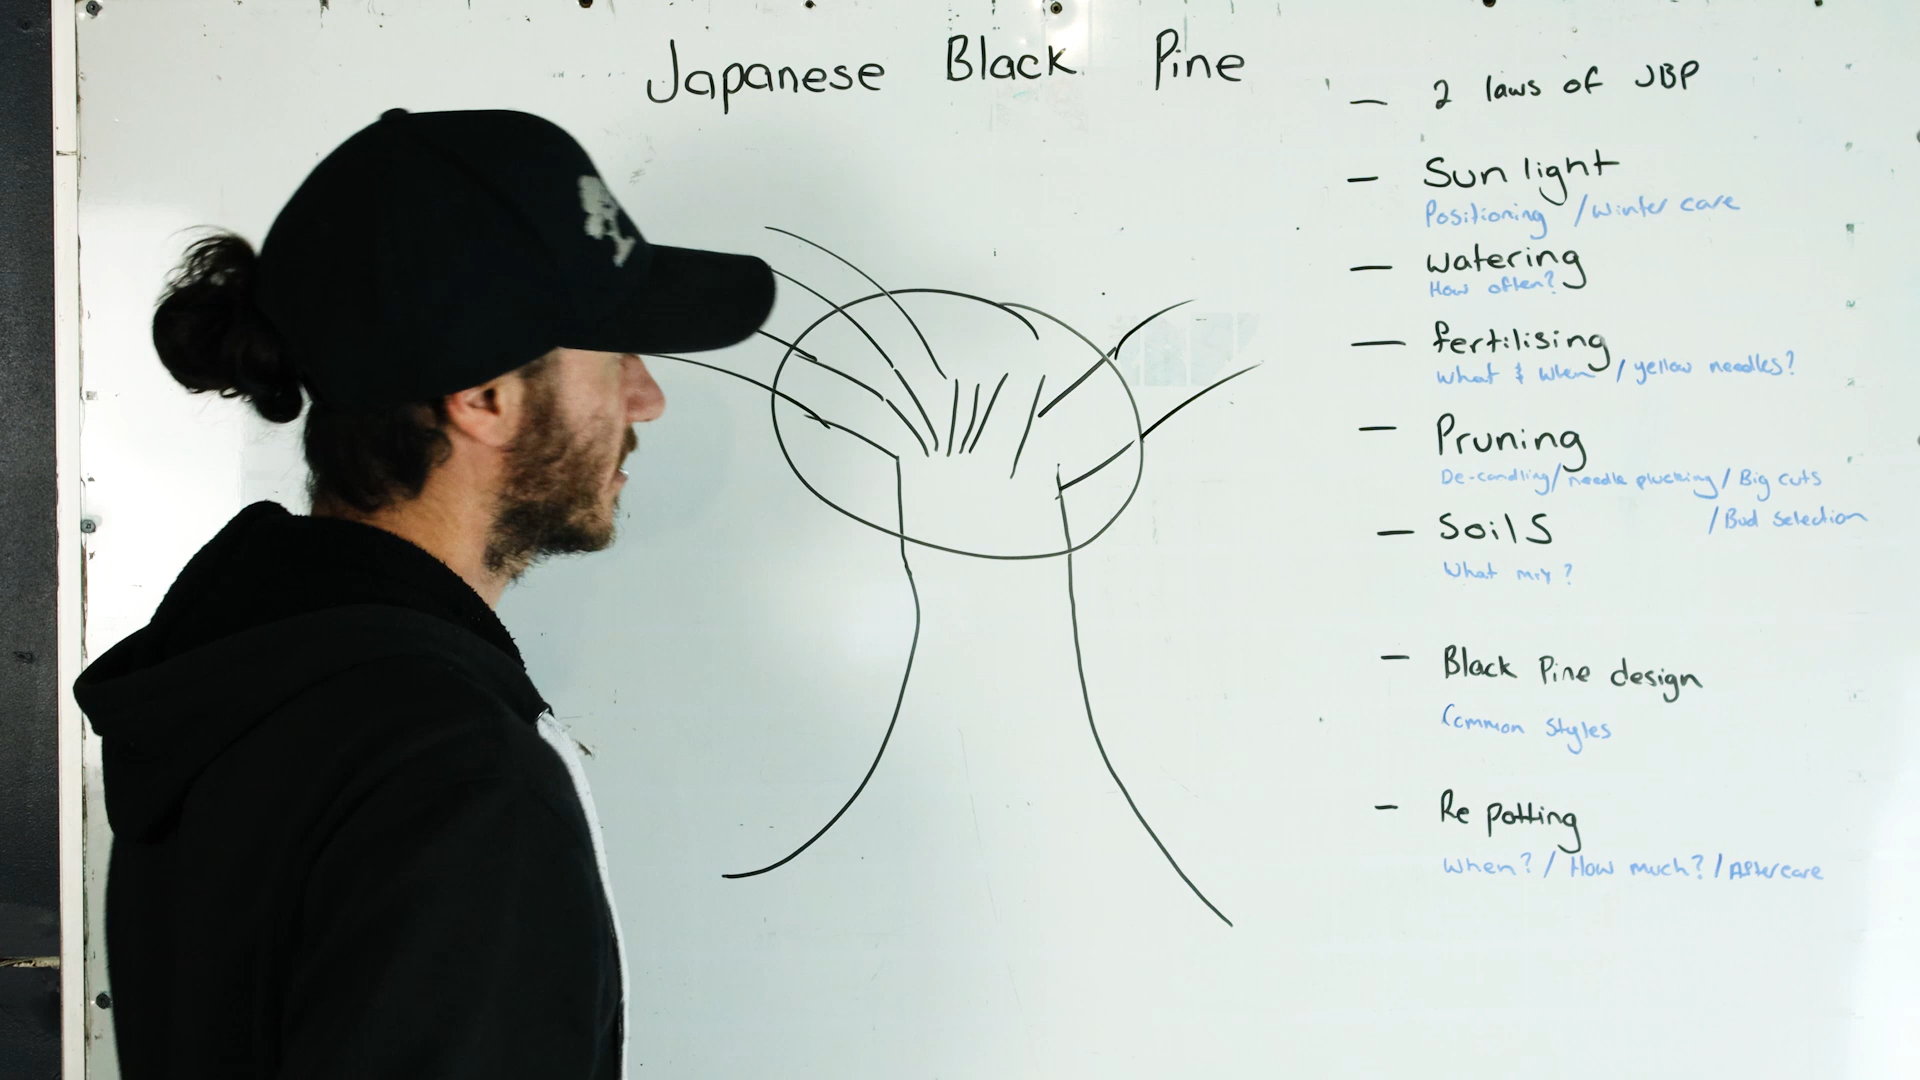 Japanese Black Pine
- 2 laws of JBP
- Sun light
Positioning / Winter care
- Watering
How often?
- fertilising
What & When / yellow needles?
- Pruning
De-candling / needle plucking / Big cuts
/ Bud Selection
- Soils
What mix?
- Black Pine design
Common Styles
- Re potting
When? / How much? / Aftercare